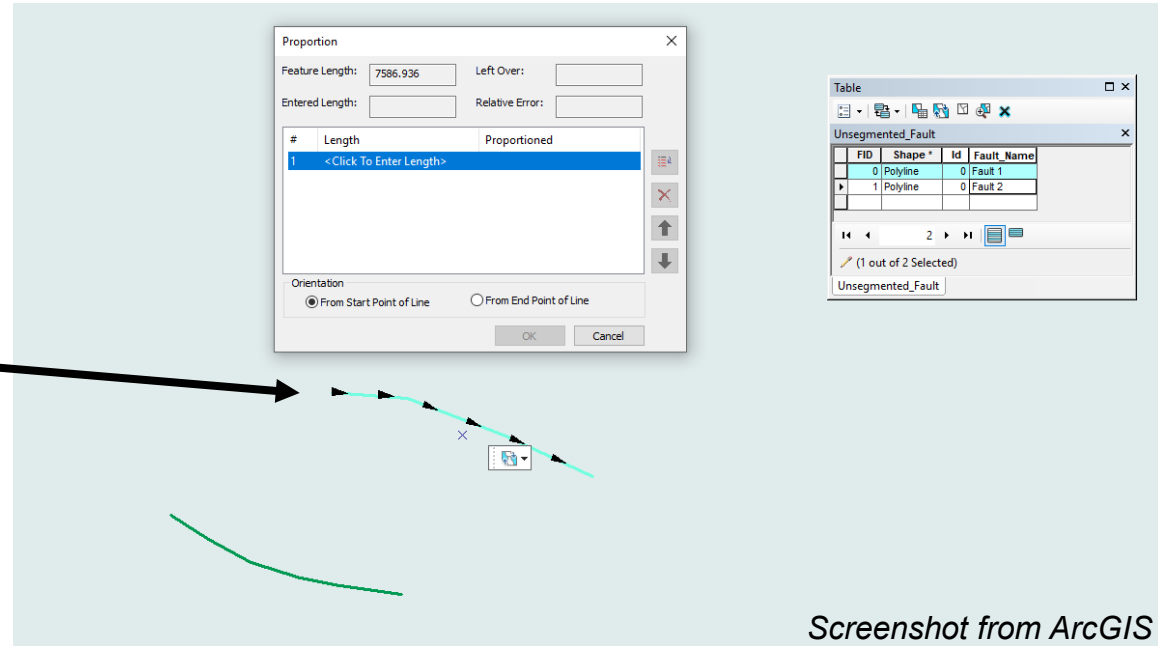 Proportion
Feature Length: 7586.936 Left Over:
Entered Length: Relative Error:
# Length Proportioned
1 <Click To Enter Length>
Orientation
From Start Point of Line From End Point of Line
OK Cancel
Table
Unsegmented_Fault
FID Shape * Id Fault_Name
0 Polyline 0 Fault 1
1 Polyline 0 Fault 2
2
(1 out of 2 Selected)
Unsegmented_Fault
Screenshot from ArcGIS